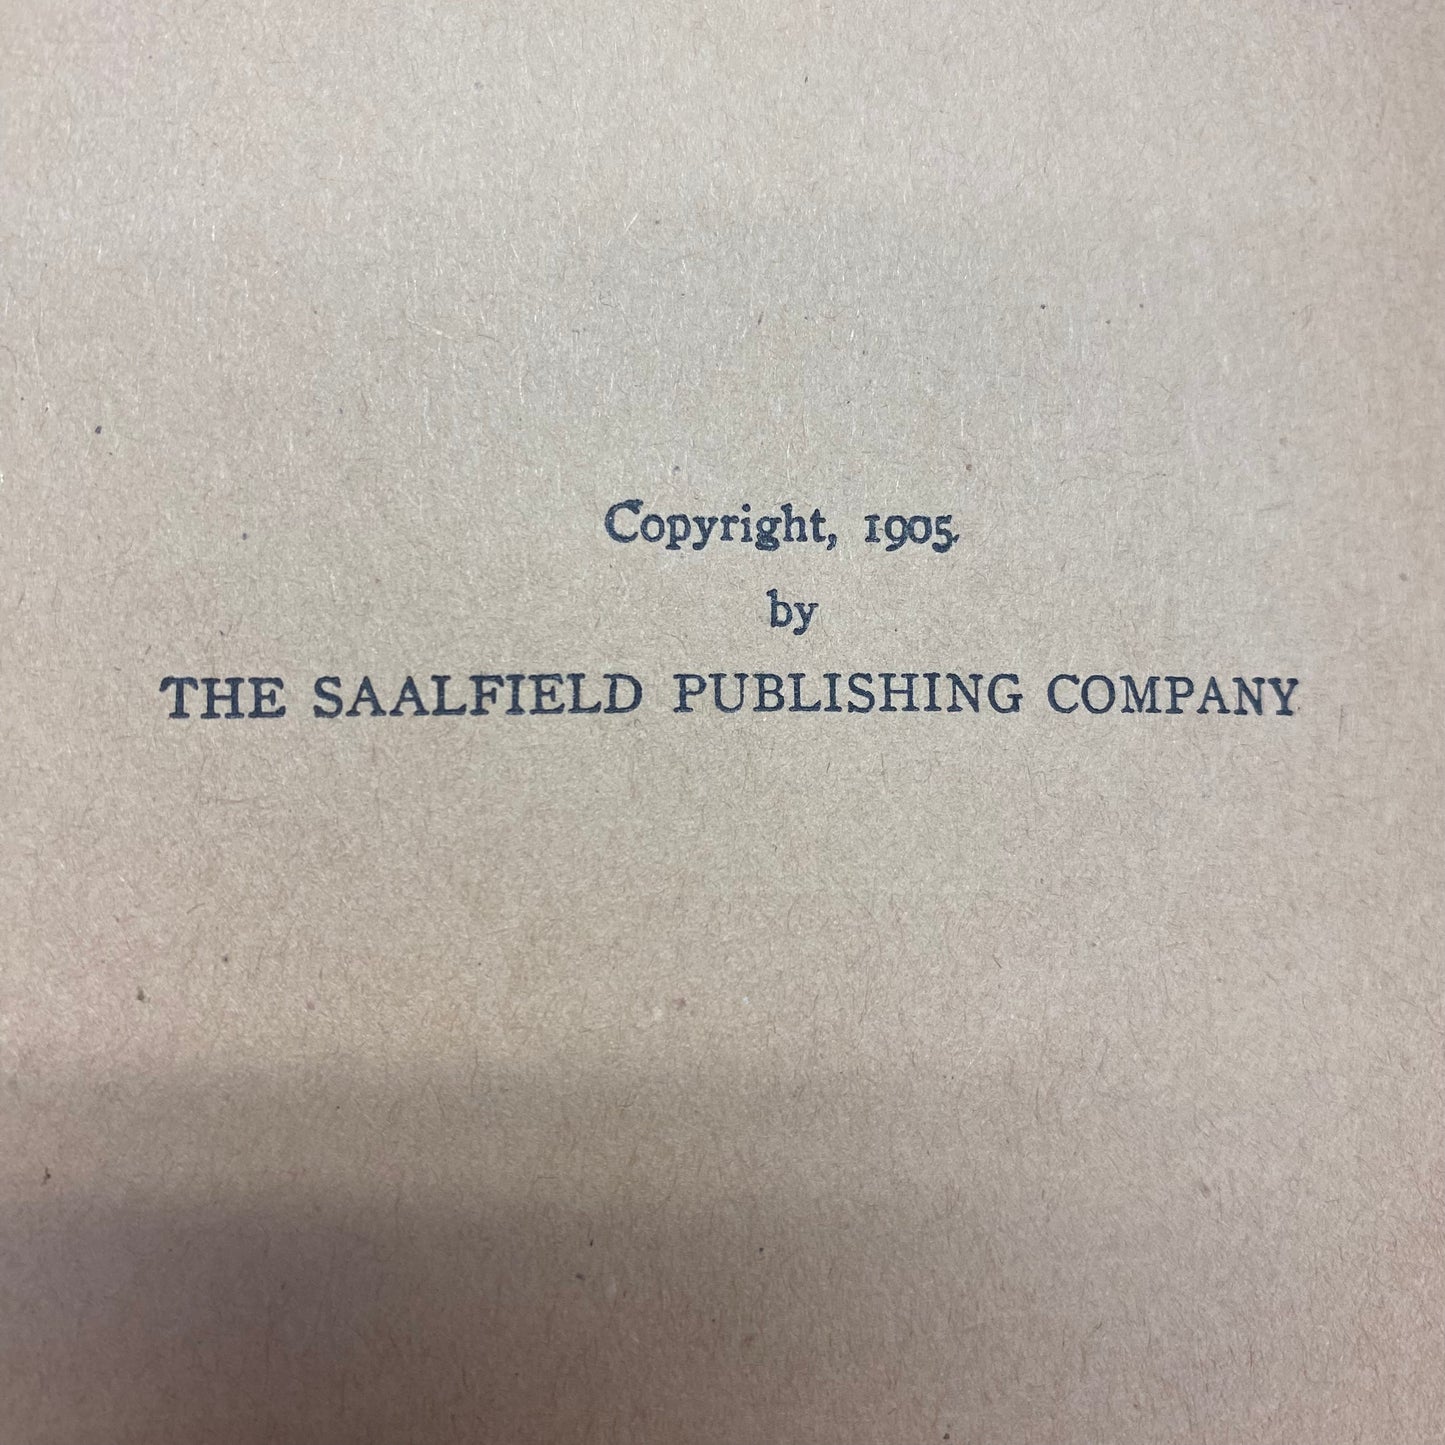 Copyright, 1905.
by
THE SAALFIELD PUBLISHING COMPANY